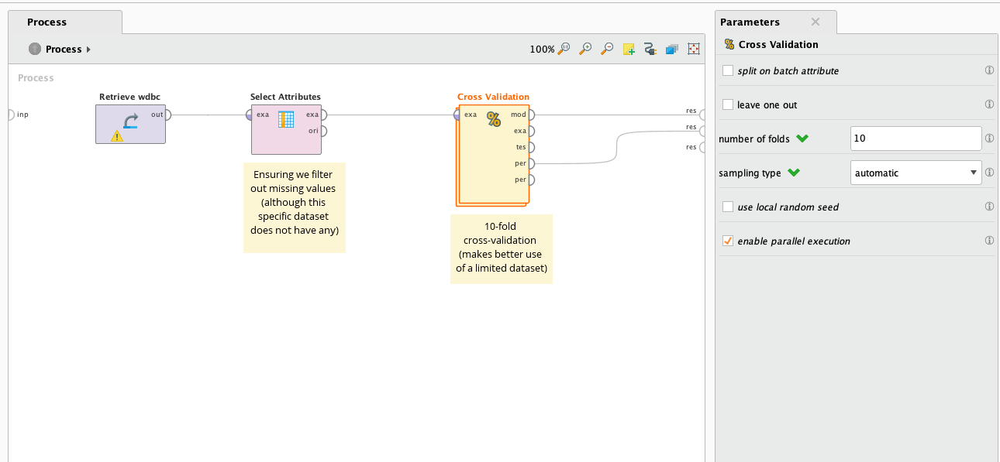 Process
Process
100%
Process
inp
Retrieve wdbc
out
Select Attributes
exa
exa
ori
Ensuring we filter
out missing values
(although this
specific dataset
does not have any)
Cross Validation
exa
mod
exa
tes
per
per
10-fold
cross-validation
(makes better use
of a limited dataset)
res
res
res
Parameters
% Cross Validation
split on batch attribute
leave one out
number of folds
10
sampling type
automatic
use local random seed
enable parallel execution